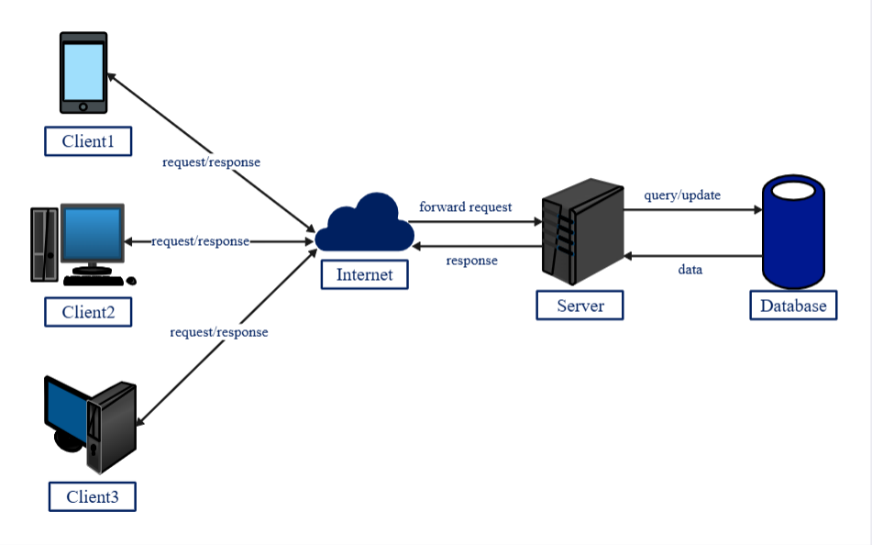 Client1
request/response
Client2
request/response
Client3
request/response
Internet
forward request
response
Server
query/update
data
Database